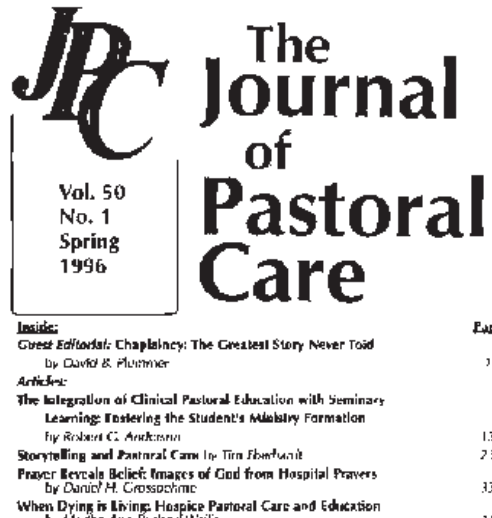 JPC
The
Journal
of
Pastoral
Care
Vol. 50
No. 1
Spring
1996
Inside:
Guest Editorial: Chaplaincy: The Greatest Story Never Told
by David B. Plummer
Articles:
The Integration of Clinical Pastoral Education with Seminary
Learning: Fostering the Student's Ministry Formation
by Robert G. Anderson
Storytelling and Pastoral Care by Tim Eberhardt
Prayer Reveals Belief: Images of God from Hospital Prayers
by Daniel H. Grossoehme 33
When Dying is Living: Hospice Pastoral Care and Education